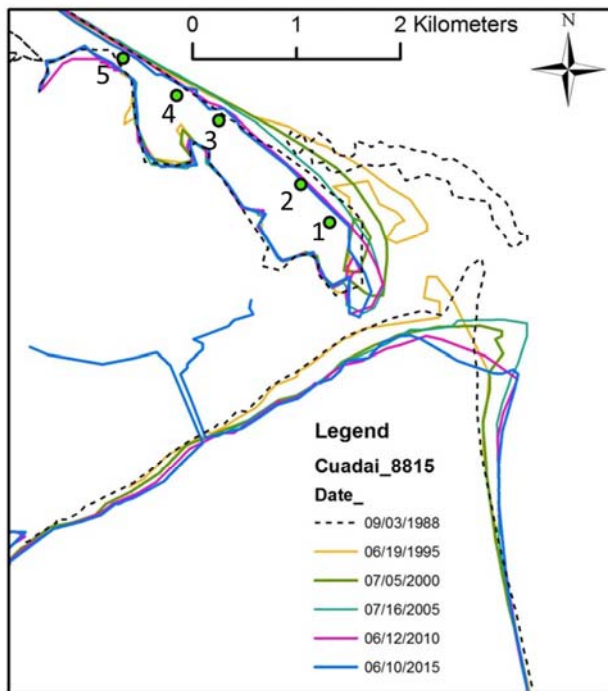 0 1 2 Kilometers
N
5
4
3
2
1
Legend
Cuadai_8815
Date_
09/03/1988
06/19/1995
07/05/2000
07/16/2005
06/12/2010
06/10/2015